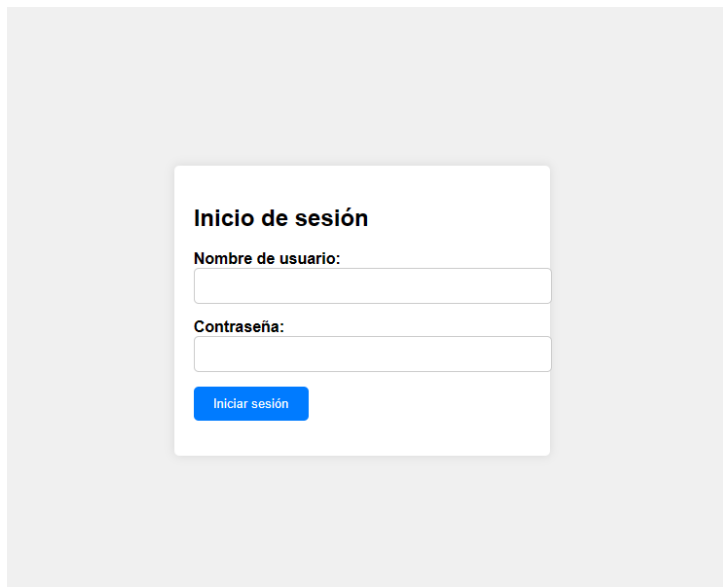 Inicio de sesión
Nombre de usuario:
Contraseña:
Iniciar sesión